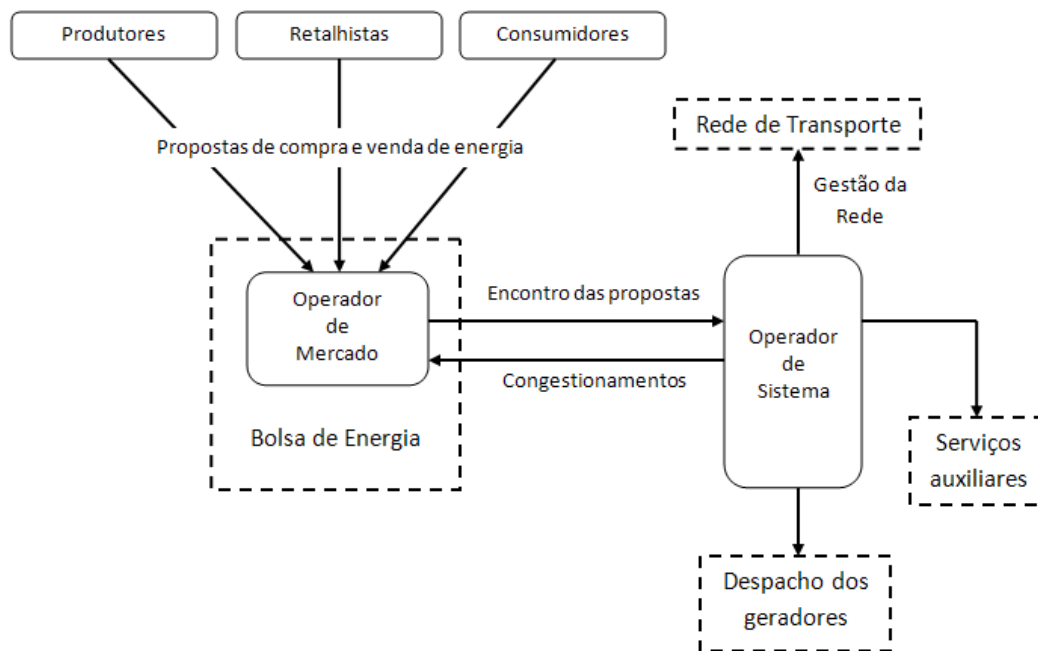 Produtores
Retalhistas
Consumidores
Propostas de compra e venda de energia
Rede de Transporte
Gestão da
Rede
Operador
de
Mercado
Encontro das propostas
Congestionamentos
Operador
de
Sistema
Bolsa de Energia
Serviços
auxiliares
Despacho dos
geradores